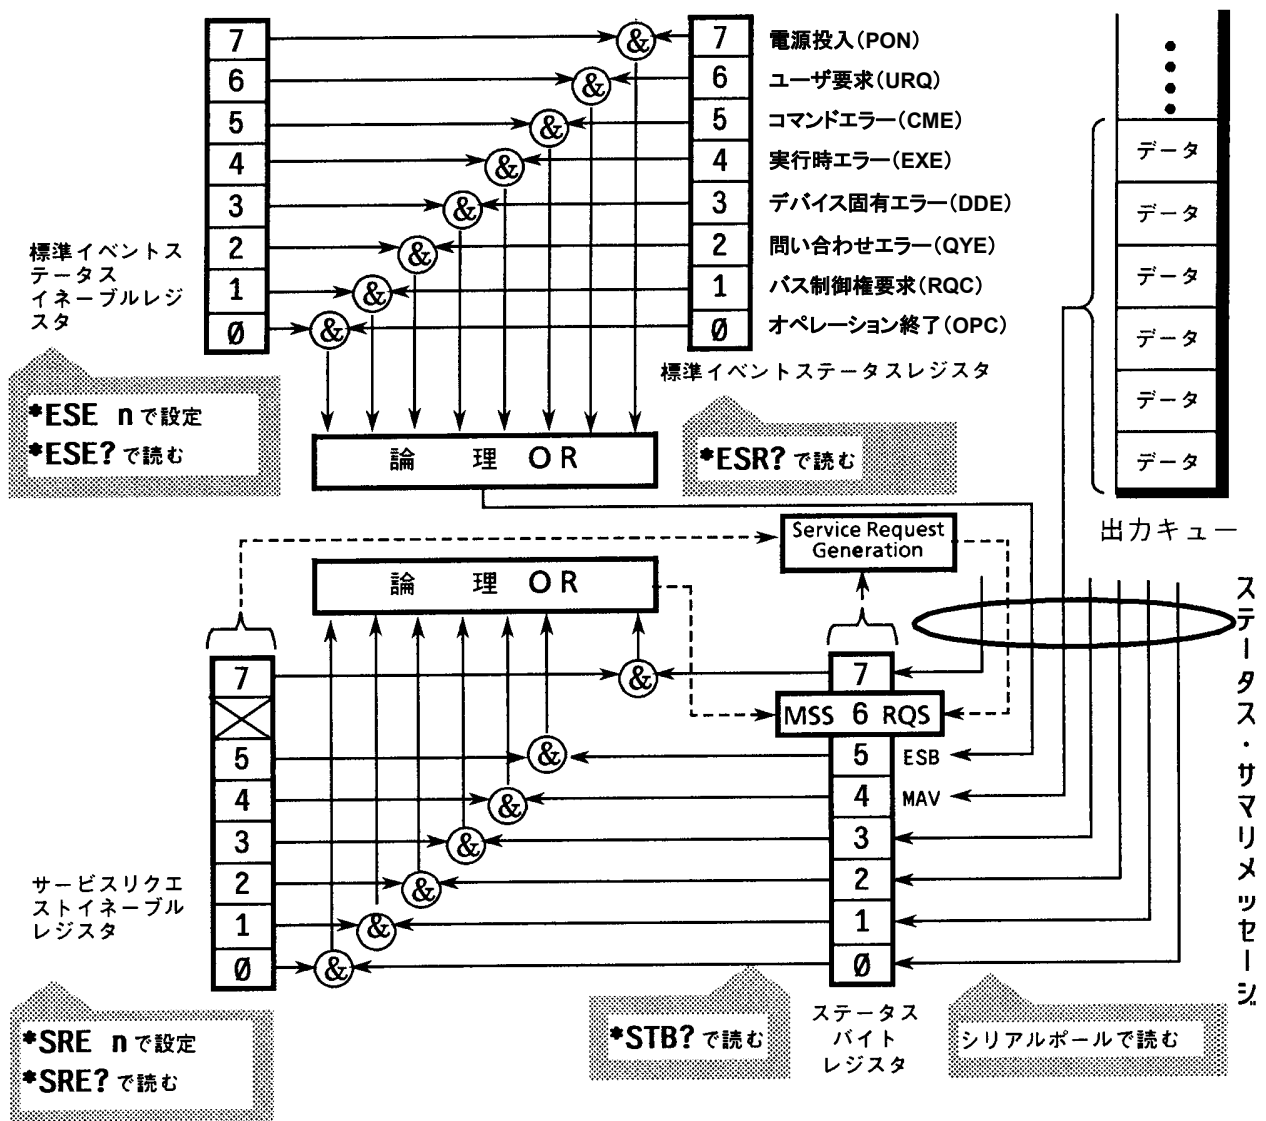 7
6
5
4
3
2
1
0
標準イベントス
テータス
イネーブルレジ
スタ
*ESE nで設定
*ESE?で読む
&
&
&
&
&
&
&
&
7 電源投入(PON)
6 ユーザ要求(URQ)
5 コマンドエラー(CME)
4 実行時エラー(EXE)
3 デバイス固有エラー(DDE)
2 問い合わせエラー(QYE)
1 バス制御権要求(RQC)
0 オペレーション終了(OPC)
標準イベントステータスレジスタ
*ESR?で読む
データ
データ
データ
データ
データ
データ
出力キュー
論 理 OR
Service Request
Generation
論 理 OR
7
5
4
3
2
1
0
サービスリクエ
ストイネーブル
レジスタ
*SRE nで設定
*SRE?で読む
&
&
&
&
&
&
&
7
MSS 6 RQS
5 ESB
4 MAV
3
2
1
0
ステータス
バイト
レジスタ
*STB?で読む
シリアルポールで読む
ステータス・サマリメッセージ